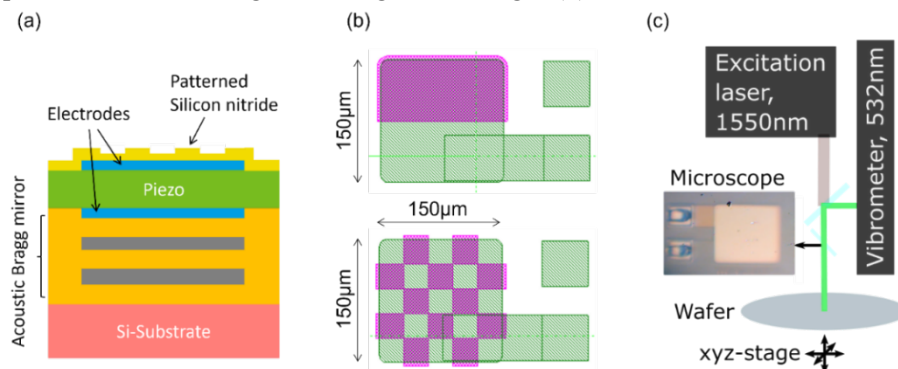 (a)
Patterned
Silicon nitride
Electrodes
Piezo
Acoustic Bragg mirror
Si-Substrate
(b)
150µm
150µm
150µm
(c)
Excitation
laser,
1550nm
Vibrometer, 532nm
Microscope
Wafer
xyz-stage